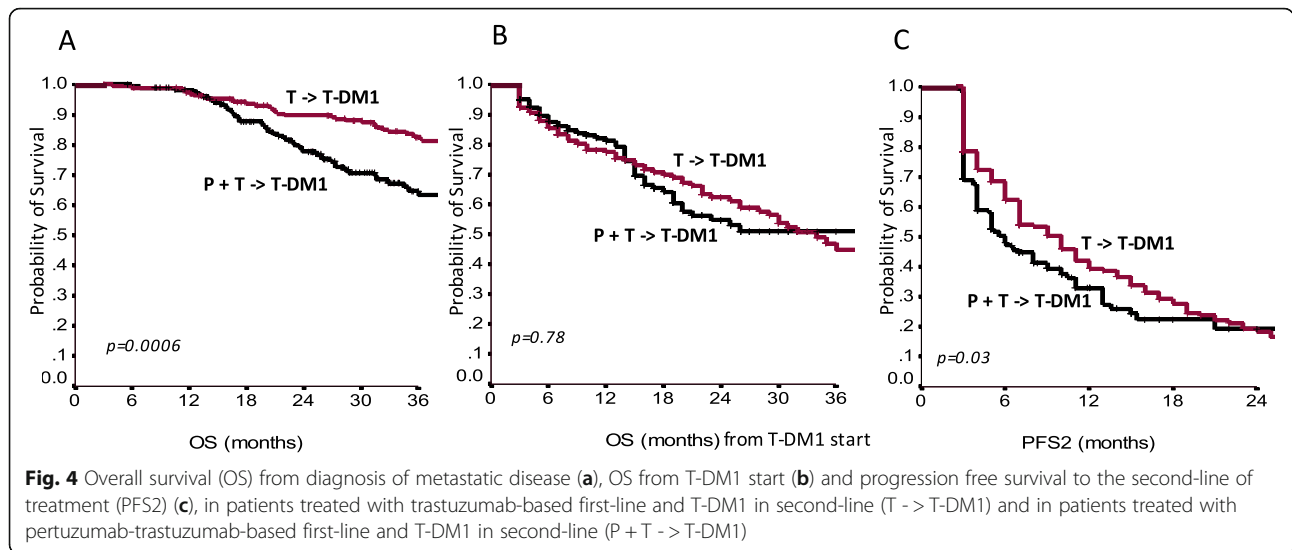 A
Probability of Survival
1.0
.9
.8
.7
.6
.5
.4
.3
.2
.1
0.0
T -> T-DM1
P + T -> T-DM1
p=0.0006
0 6 12 18 24 30 36
OS (months)
B
Probability of Survival
1.0
.9
.8
.7
.6
.5
.4
.3
.2
.1
0.0
T -> T-DM1
P + T -> T-DM1
p=0.78
0 6 12 18 24 30 36
OS (months) from T-DM1 start
C
Probability of Survival
1.0
.9
.8
.7
.6
.5
.4
.3
.2
.1
0.0
T -> T-DM1
P + T -> T-DM1
p=0.03
0 6 12 18 24
PFS2 (months)
Fig. 4 Overall survival (OS) from diagnosis of metastatic disease (a), OS from T-DM1 start (b) and progression free survival to the second-line of
treatment (PFS2) (c), in patients treated with trastuzumab-based first-line and T-DM1 in second-line (T - > T-DM1) and in patients treated with
pertuzumab-trastuzumab-based first-line and T-DM1 in second-line (P + T - > T-DM1)